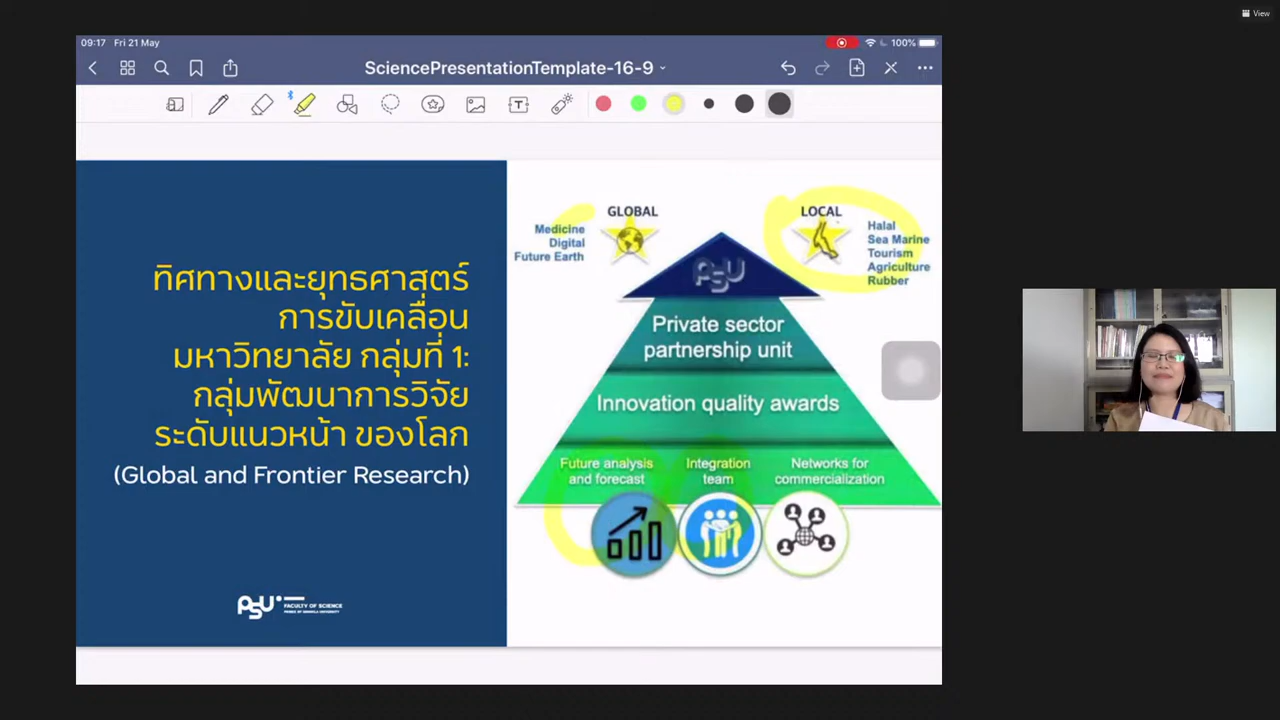 View
09:17 Fri 21 May
100%
SciencePresentationTemplate-16-9
ทิศทางและยุทธศาสตร์
การขับเคลื่อน
มหาวิทยาลัย กลุ่มที่ 1:
กลุ่มพัฒนาการวิจัย
ระดับแนวหน้า ของโลก
(Global and Frontier Research)
PSU
FACULTY OF SCIENCE
PRINCE OF SONGKLA UNIVERSITY
GLOBAL
Medicine
Digital
Future Earth
LOCAL
Halal
Sea Marine
Tourism
Agriculture
Rubber
PSU
Private sector
partnership unit
Innovation quality awards
Future analysis
and forecast
Integration
team
Networks for
commercialization